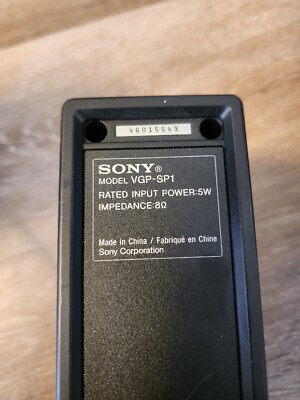 46015549
SONY®
MODEL VGP-SP1
RATED INPUT POWER:5W
IMPEDANCE:8Ω
Made in China / Fabriqué en Chine
Sony Corporation